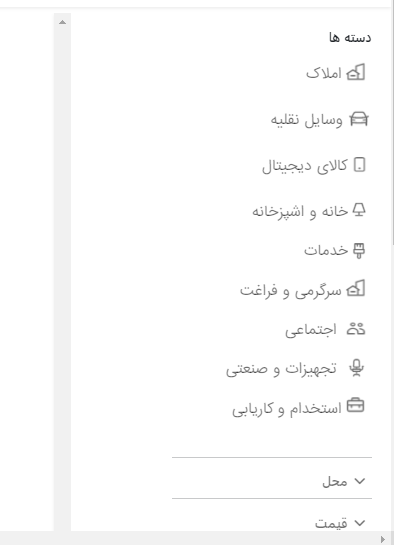 دسته ها
املاک
وسایل نقلیه
کالای دیجیتال
خانه و اشپزخانه
خدمات
سرگرمی و فراغت
اجتماعی
تجهیزات و صنعتی
استخدام و کاریابی
محل
قیمت